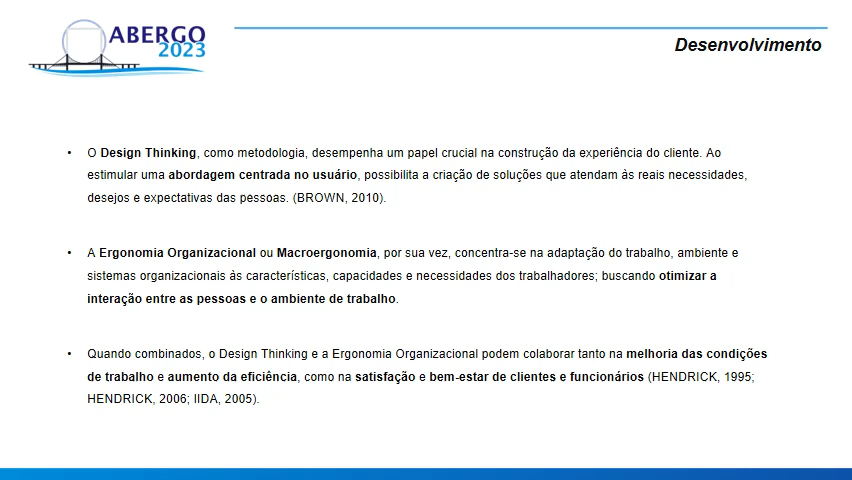 ABERGO
2023
Desenvolvimento
• O Design Thinking, como metodologia, desempenha um papel crucial na construção da experiência do cliente. Ao
estimular uma abordagem centrada no usuário, possibilita a criação de soluções que atendam às reais necessidades,
desejos e expectativas das pessoas. (BROWN, 2010).
• A Ergonomia Organizacional ou Macroergonomia, por sua vez, concentra-se na adaptação do trabalho, ambiente e
sistemas organizacionais às características, capacidades e necessidades dos trabalhadores; buscando otimizar a
interação entre as pessoas e o ambiente de trabalho.
• Quando combinados, o Design Thinking e a Ergonomia Organizacional podem colaborar tanto na melhoria das condições
de trabalho e aumento da eficiência, como na satisfação e bem-estar de clientes e funcionários (HENDRICK, 1995;
HENDRICK, 2006; IIDA, 2005).